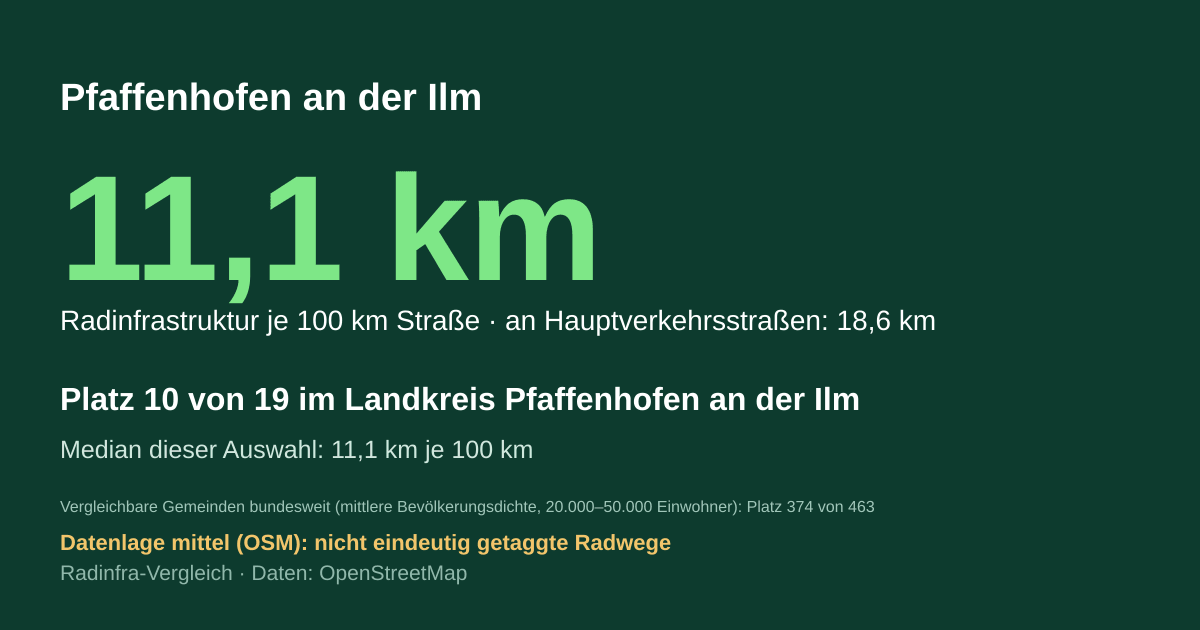 Pfaffenhofen an der Ilm
11,1 km
Radinfrastruktur je 100 km Straße · an Hauptverkehrsstraßen: 18,6 km
Platz 10 von 19 im Landkreis Pfaffenhofen an der Ilm
Median dieser Auswahl: 11,1 km je 100 km
Vergleichbare Gemeinden bundesweit (mittlere Bevölkerungsdichte, 20.000–50.000 Einwohner): Platz 374 von 463
Datenlage mittel (OSM): nicht eindeutig getaggte Radwege
Radinfra-Vergleich · Daten: OpenStreetMap